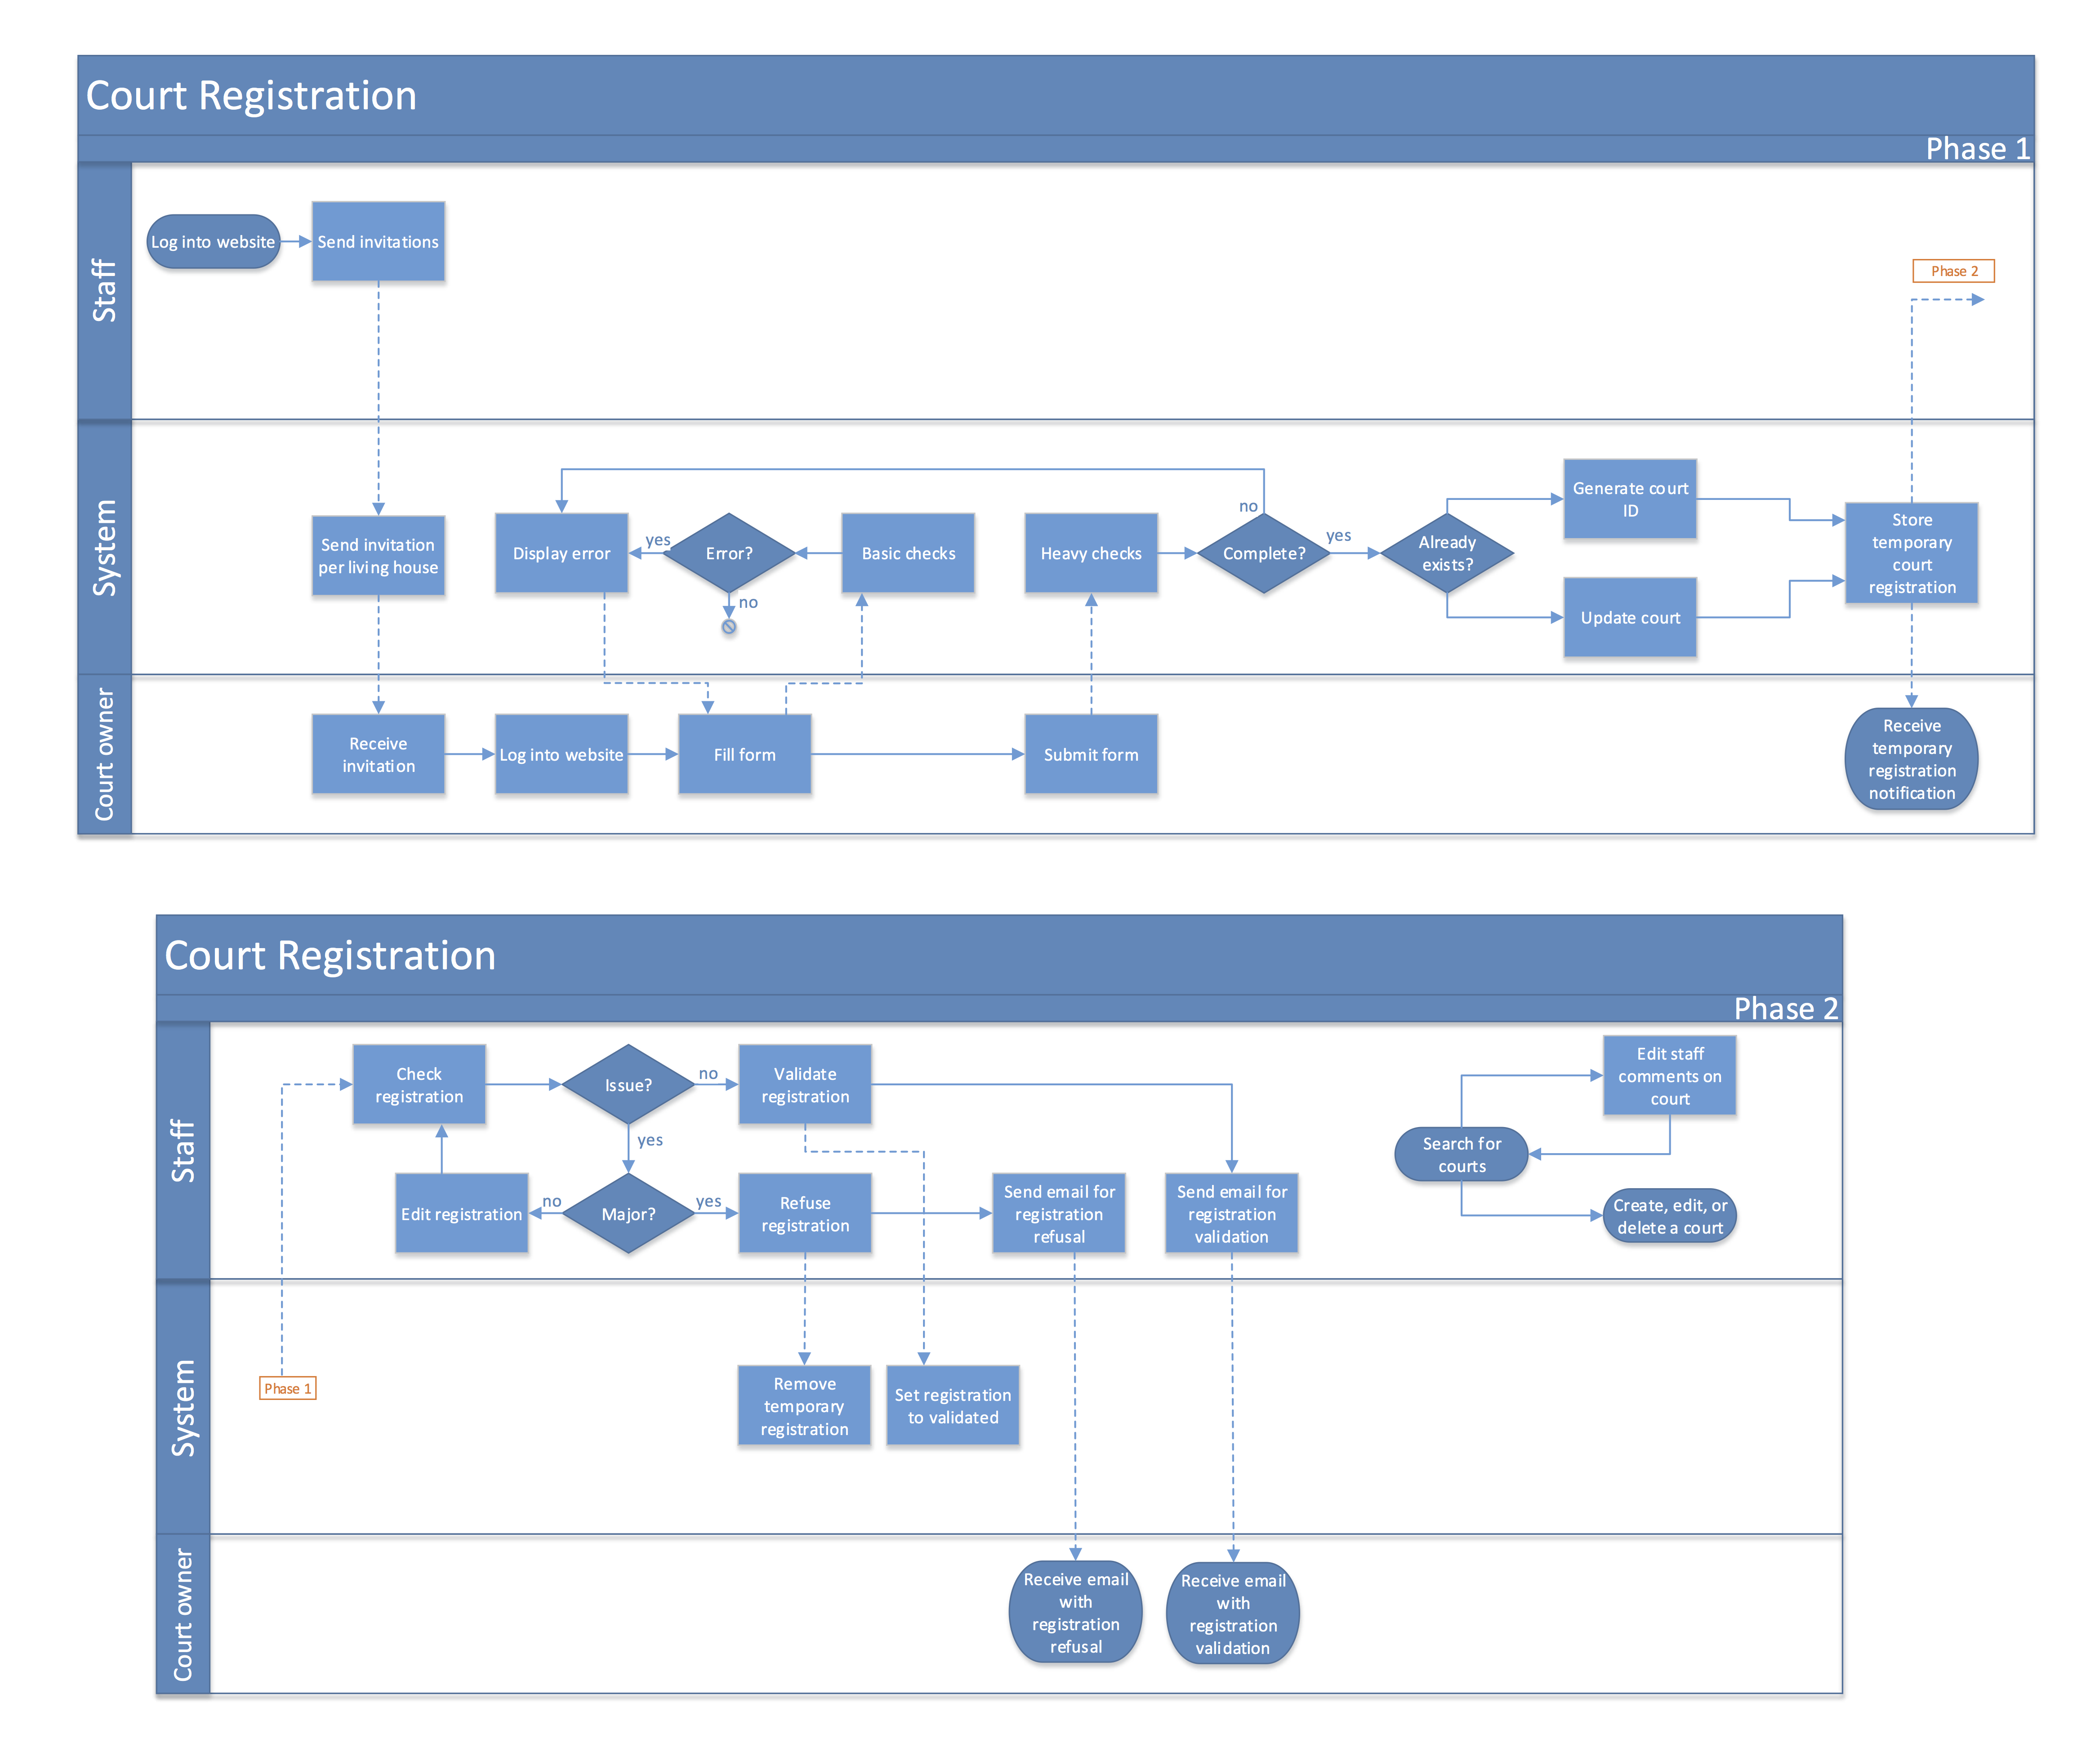 Court Registration
Phase 1
Staff
Log into website
Send invitations
Phase 2
System
Send invitation
per living house
Display error
yes
Error?
no
Basic checks
Heavy checks
no
Complete?
yes
Already
exists?
Generate court
ID
Update court
Store
temporary
court
registration
Court owner
Receive
invitation
Log into website
Fill form
Submit form
Receive
temporary
registration
notification
Court Registration
Phase 2
Staff
Check
registration
Issue?
no
yes
Validate
registration
Edit registration
no
Major?
yes
Refuse
registration
Send email for
registration
refusal
Send email for
registration
validation
Edit staff
comments on
court
Search for
courts
Create, edit, or
delete a court
System
Phase 1
Remove
temporary
registration
Set registration
to validated
Court owner
Receive email
with
registration
refusal
Receive email
with
registration
validation